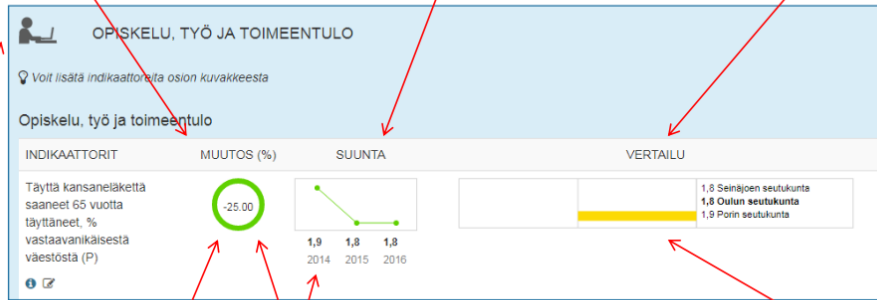 OPISKELU, TYÖ JA TOIMEENTULO
Voit lisätä indikaattoreita osion kuvakkeesta
Opiskelu, työ ja toimeentulo
INDIKAATTORIT MUUTOS (%) SUUNTA VERTAILU
Täyttä kansaneläkettä
saaneet 65 vuotta
täyttäneet, %
vastaavanikäisestä
väestöstä (P)
-25.00
1,9 1,8 1,8
2014 2015 2016
1,8 Seinäjoen seutukunta
1,8 Oulun seutukunta
1,9 Porin seutukunta